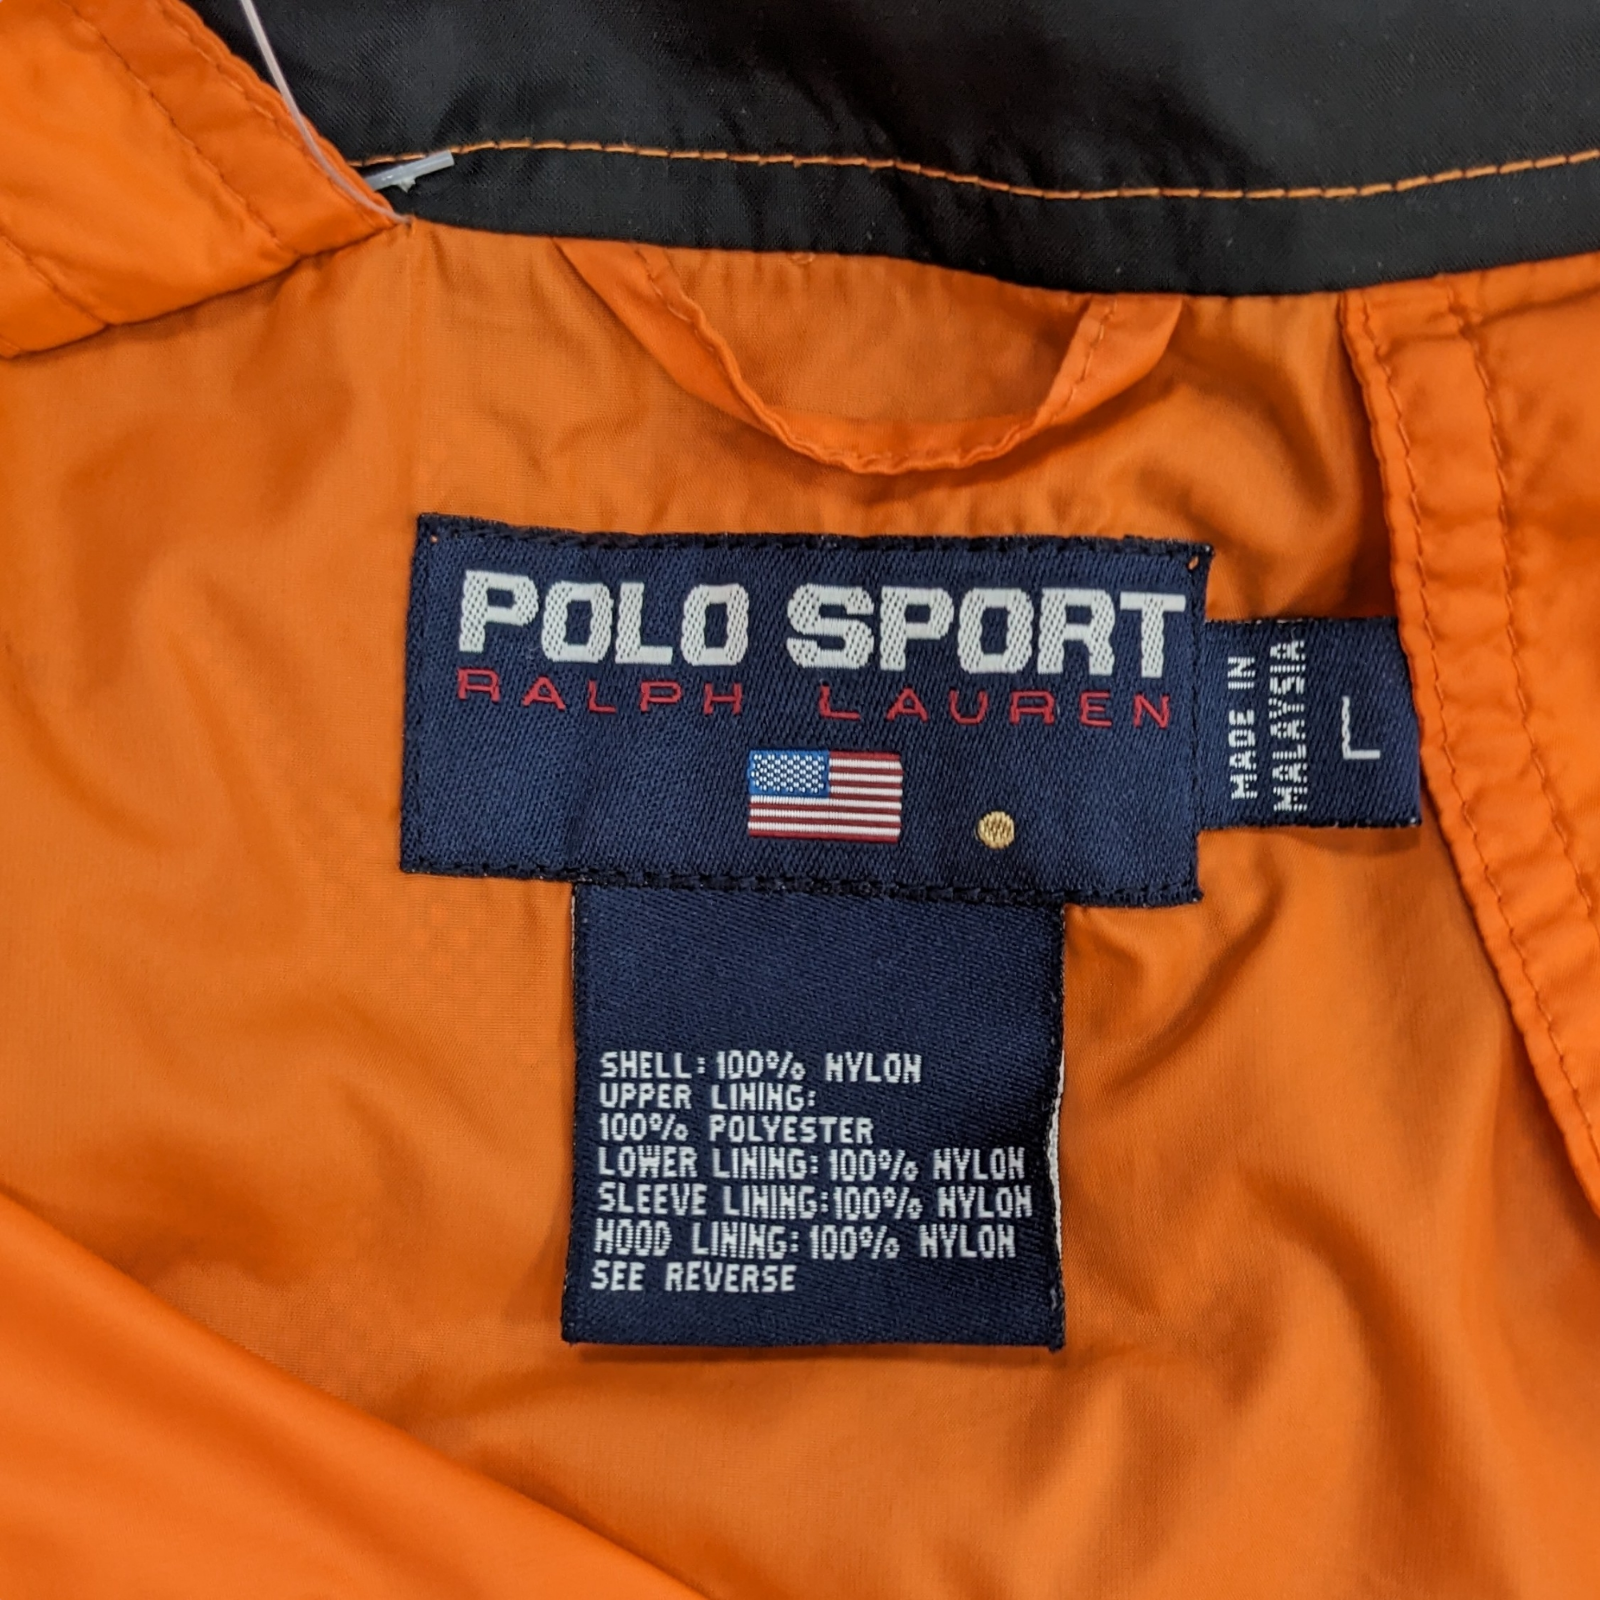 POLO SPORT
RALPH LAUREN
MADE IN
MALAYSIA
L
SHELL: 100% NYLON
UPPER LINING:
100% POLYESTER
LOWER LINING: 100% NYLON
SLEEVE LINING: 100% NYLON
HOOD LINING: 100% NYLON
SEE REVERSE